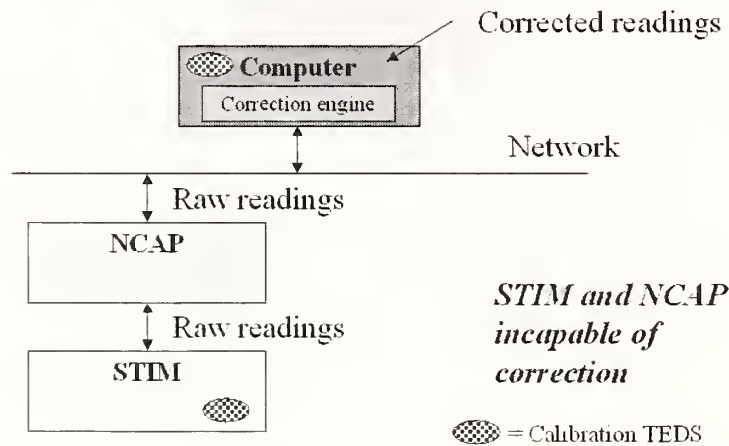 Corrected readings
Computer
Correction engine
Network
Raw readings
NCAP
Raw readings
STIM
STIM and NCAP
incapable of
correction
= Calibration TEDS